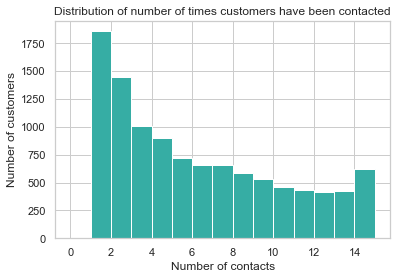 Distribution of number of times customers have been contacted
Number of customers
1750
1500
1250
1000
750
500
250
0
0 2 4 6 8 10 12 14
Number of contacts